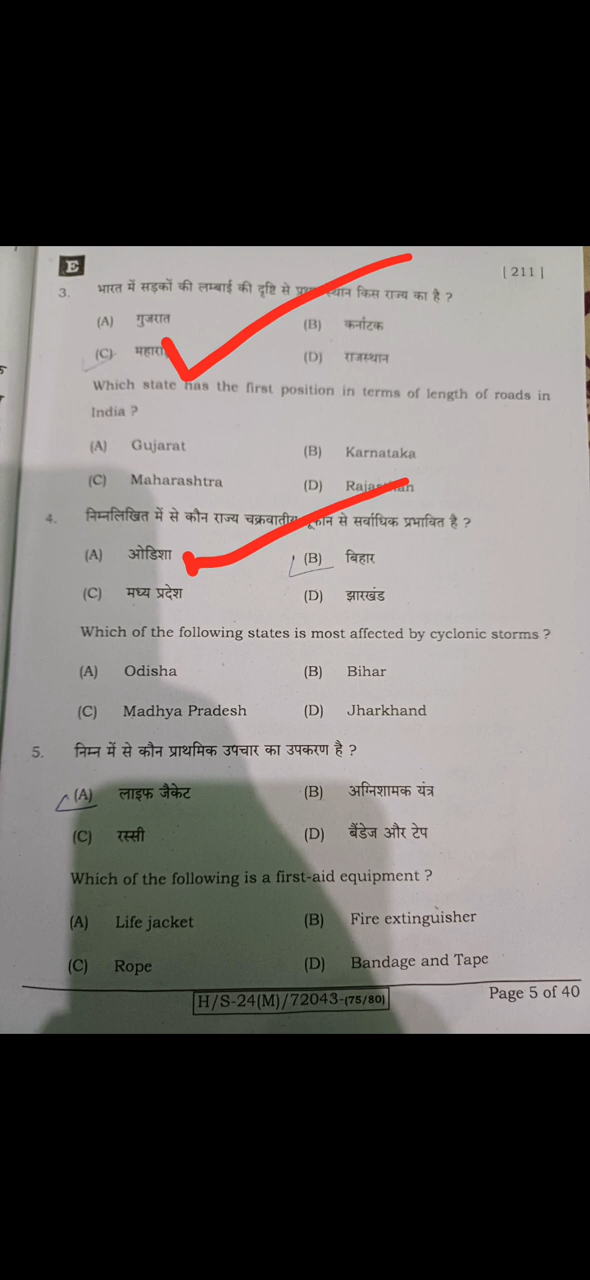 E
[ 211 ]
3. भारत में सड़कों की लम्बाई की दृष्टि से किस राज्य का है ?
(A) गुजरात (B) कर्नाटक
(C) (D) राजस्थान
Which state has the first position in terms of length of roads in
India ?
(A) Gujarat (B) Karnataka
(C) Maharashtra (D)
4. निम्नलिखित में से कौन राज्य चक्रवातीय से सर्वाधिक प्रभावित है ?
(A) ओडिशा (B) बिहार
(C) मध्य प्रदेश (D) झारखंड
Which of the following states is most affected by cyclonic storms ?
(A) Odisha (B) Bihar
(C) Madhya Pradesh (D) Jharkhand
5. निम्न में से कौन प्राथमिक उपचार का उपकरण है ?
(A) लाइफ जैकेट (B) अग्निशामक यंत्र
(C) रस्सी (D) बैंडेज और टेप
Which of the following is a first-aid equipment ?
(A) Life jacket (B) Fire extinguisher
(C) Rope (D) Bandage and Tape
H/S-24(M)/72043-(75/80) Page 5 of 40